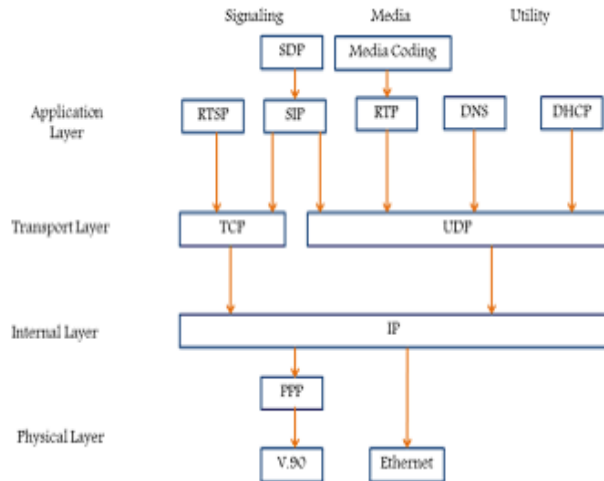 Signaling Media Utility
SDP Media Coding
Application
Layer
RTSP SIP RTP DNS DHCP
Transport Layer TCP UDP
Internal Layer IP
PPP
Physical Layer
V.90 Ethernet